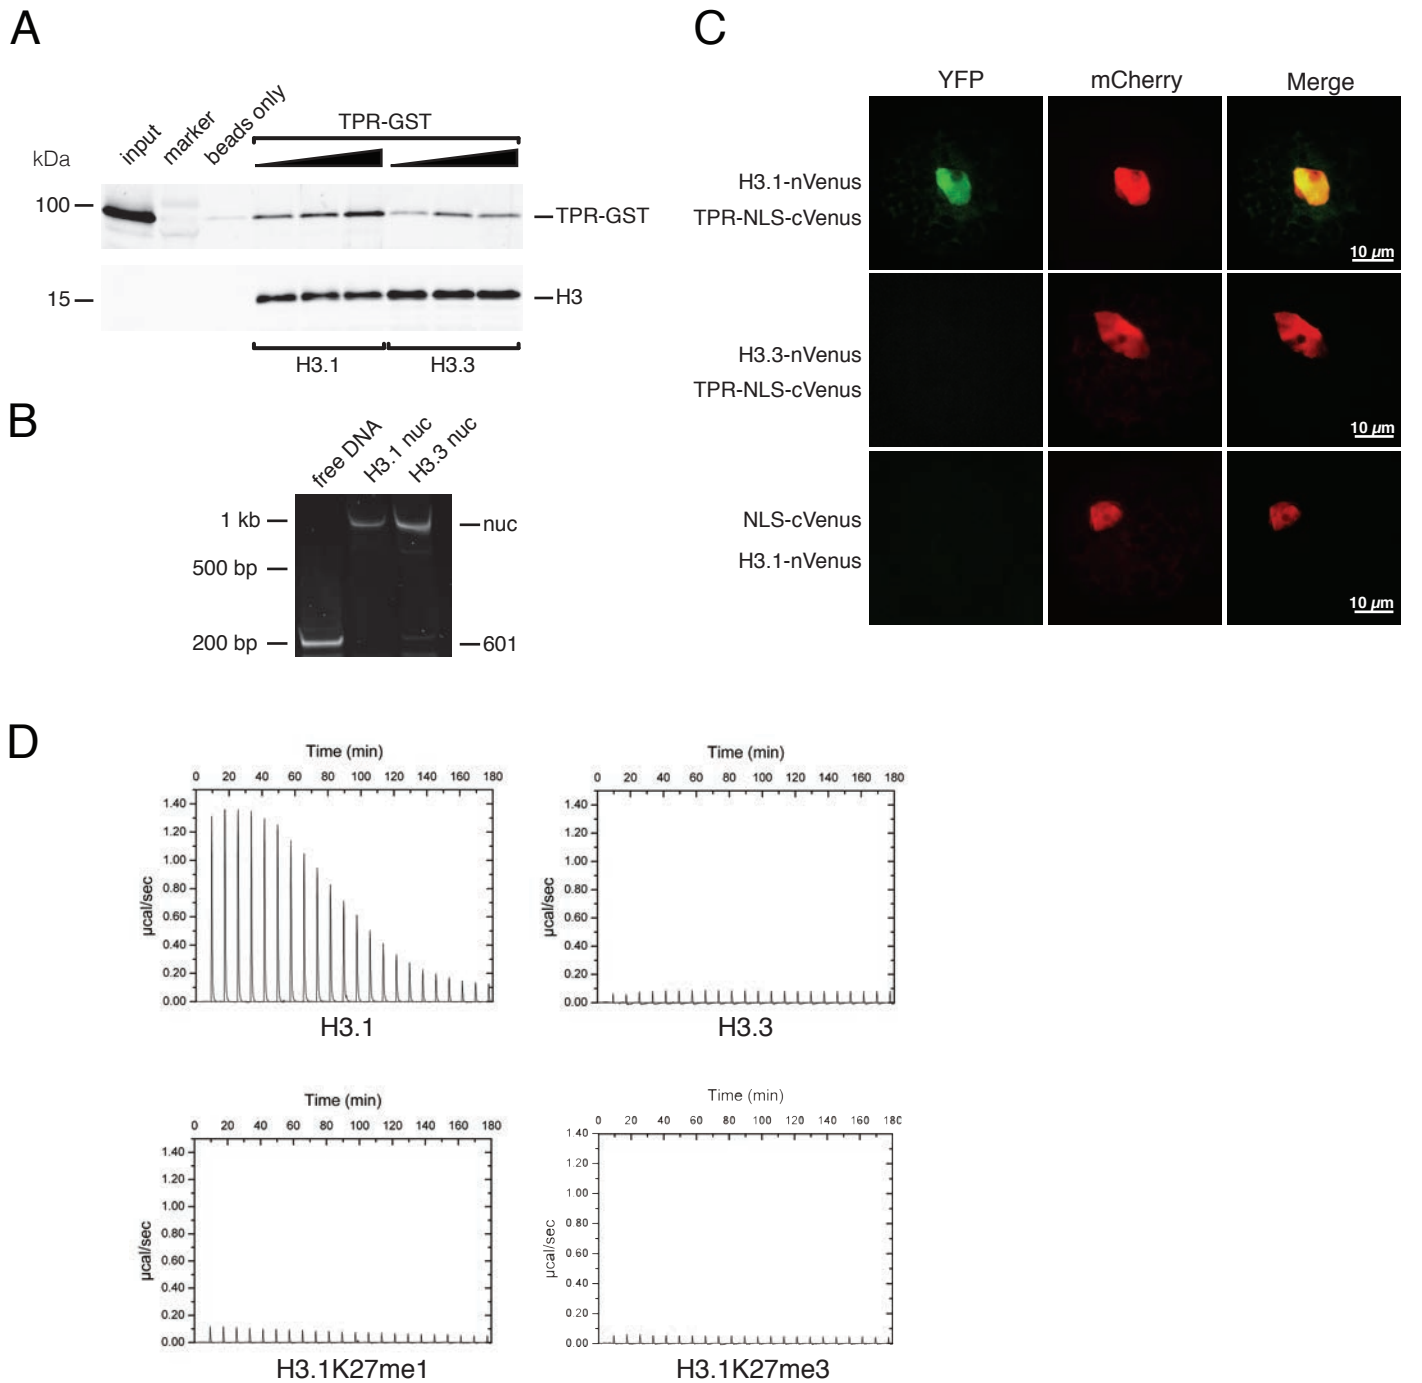 A
input
marker
beads only
TPR-GST
kDa
100
TPR-GST
15
H3
H3.1
H3.3
B
free DNA
H3.1 nuc
H3.3 nuc
1 kb
nuc
500 bp
200 bp
601
C
YFP
mCherry
Merge
H3.1-nVenus
TPR-NLS-cVenus
10 µm
H3.3-nVenus
TPR-NLS-cVenus
10 µm
NLS-cVenus
H3.1-nVenus
10 µm
D
Time (min)
0 20 40 60 80 100 120 140 160 180
µcal/sec
1.40
1.20
1.00
0.80
0.60
0.40
0.20
0.00
H3.1
Time (min)
0 20 40 60 80 100 120 140 160 180
µcal/sec
1.40
1.20
1.00
0.80
0.60
0.40
0.20
0.00
H3.3
Time (min)
0 20 40 60 80 100 120 140 160 180
µcal/sec
1.40
1.20
1.00
0.80
0.60
0.40
0.20
0.00
H3.1K27me1
Time (min)
0 20 40 60 80 100 120 140 160 180
µcal/sec
1.40
1.20
1.00
0.80
0.60
0.40
0.20
0.00
H3.1K27me3